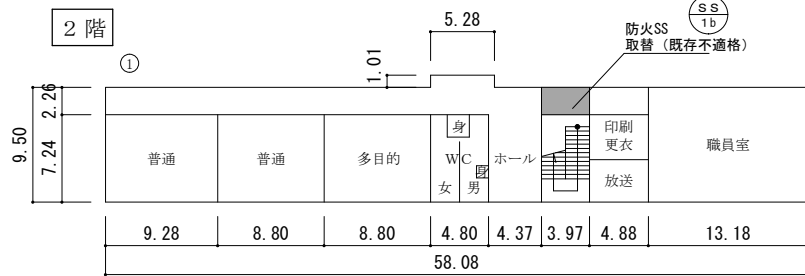 2階
①
5.28
1.01
防火SS
取替（既存不適格）
SS
1b
2.26
7.24
9.50
普通
普通
多目的
身
WC
身
女
男
ホール
印刷
更衣
放送
職員室
9.28
8.80
8.80
4.80
4.37
3.97
4.88
13.18
58.08